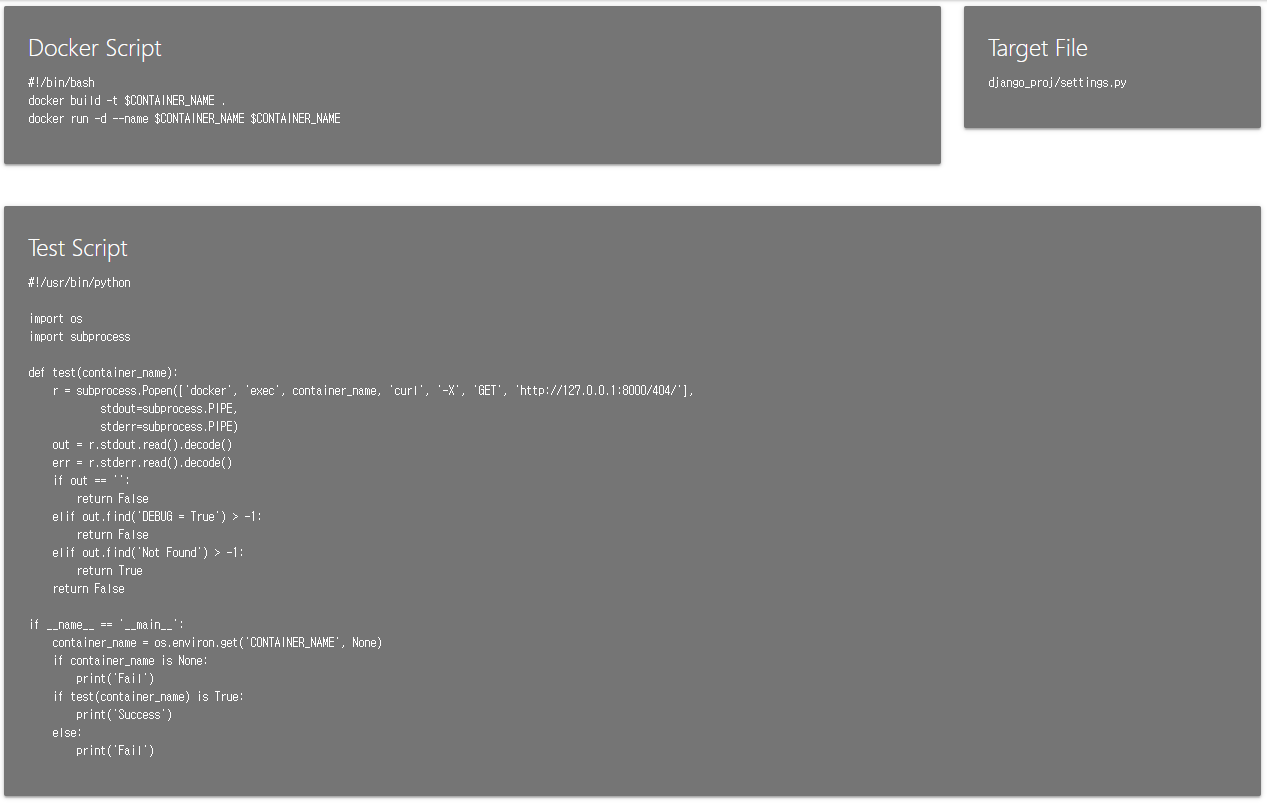 Docker Script
#!/bin/bash
docker build -t $CONTAINER_NAME .
docker run -d --name $CONTAINER_NAME $CONTAINER_NAME
Target File
django_proj/settings.py
Test Script
#!/usr/bin/python

import os
import subprocess

def test(container_name):
    r = subprocess.Popen(['docker', 'exec', container_name, 'curl', '-X', 'GET', 'http://127.0.0.1:8000/404/'],
            stdout=subprocess.PIPE,
            stderr=subprocess.PIPE)
    out = r.stdout.read().decode()
    err = r.stderr.read().decode()
    if out == '':
        return False
    elif out.find('DEBUG = True') > -1:
        return False
    elif out.find('Not Found') > -1:
        return True
    return False

if __name__ == '__main__':
    container_name = os.environ.get('CONTAINER_NAME', None)
    if container_name is None:
        print('Fail')
    if test(container_name) is True:
        print('Success')
    else:
        print('Fail')